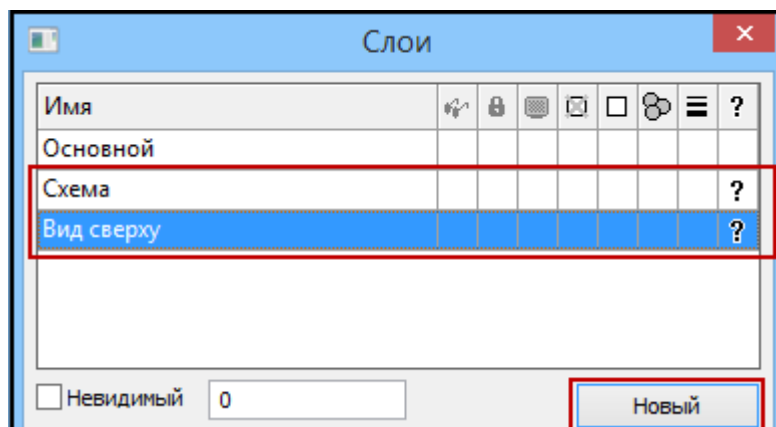 Слои
Имя ?
Основной
Схема ?
Вид сверху ?
Невидимый 0 Новый